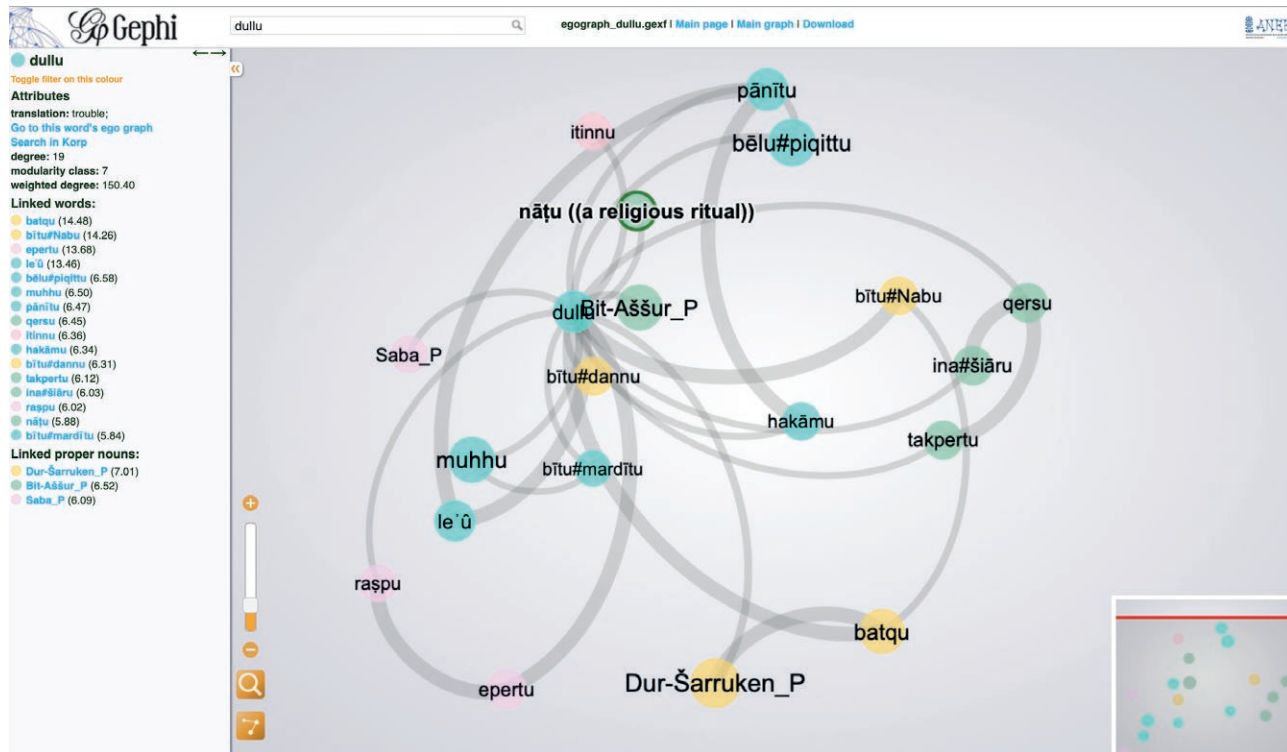 Gephi
dullu
egograph_dullu.gexf | Main page | Main graph | Download
dullu
Toggle filter on this colour
Attributes
translation: trouble;
Go to this word's ego graph
Search in Korp
degree: 19
modularity class: 7
weighted degree: 150.40
Linked words:
batqu (14.48)
bītu#Nabu (14.26)
epertu (13.68)
leʾû (13.46)
bēlu#piqittu (6.58)
muhhu (6.50)
pānītu (6.47)
qersu (6.45)
itinnu (6.36)
hakāmu (6.34)
bītu#dannu (6.31)
takpertu (6.12)
ina#šiāru (6.03)
raṣpu (6.02)
nāṭu (5.88)
bītu#mardītu (5.84)
Linked proper nouns:
Dur-Šarruken_P (7.01)
Bit-Aššur_P (6.52)
Saba_P (6.09)
pānītu
itinnu
bēlu#piqittu
nāṭu ((a religious ritual))
bītu#Nabu
qersu
dullu
Bit-Aššur_P
Saba_P
ina#šiāru
bītu#dannu
hakāmu
takpertu
muhhu
bītu#mardītu
leʾû
raṣpu
batqu
Dur-Šarruken_P
epertu